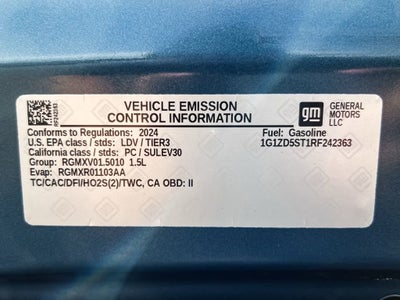 VEHICLE EMISSION
CONTROL INFORMATION
gm
GENERAL
MOTORS
LLC
Conforms to Regulations: 2024
Fuel: Gasoline
U.S. EPA class / stds: LDV / TIER3
1G1ZD5ST1RF242363
California class / stds: PC / SULEV30
Group: RGMXV01.5010 1.5L
Evap: RGMXR01103AA
TC/CAC/DFI/HO2S(2)/TWC, CA OBD: II